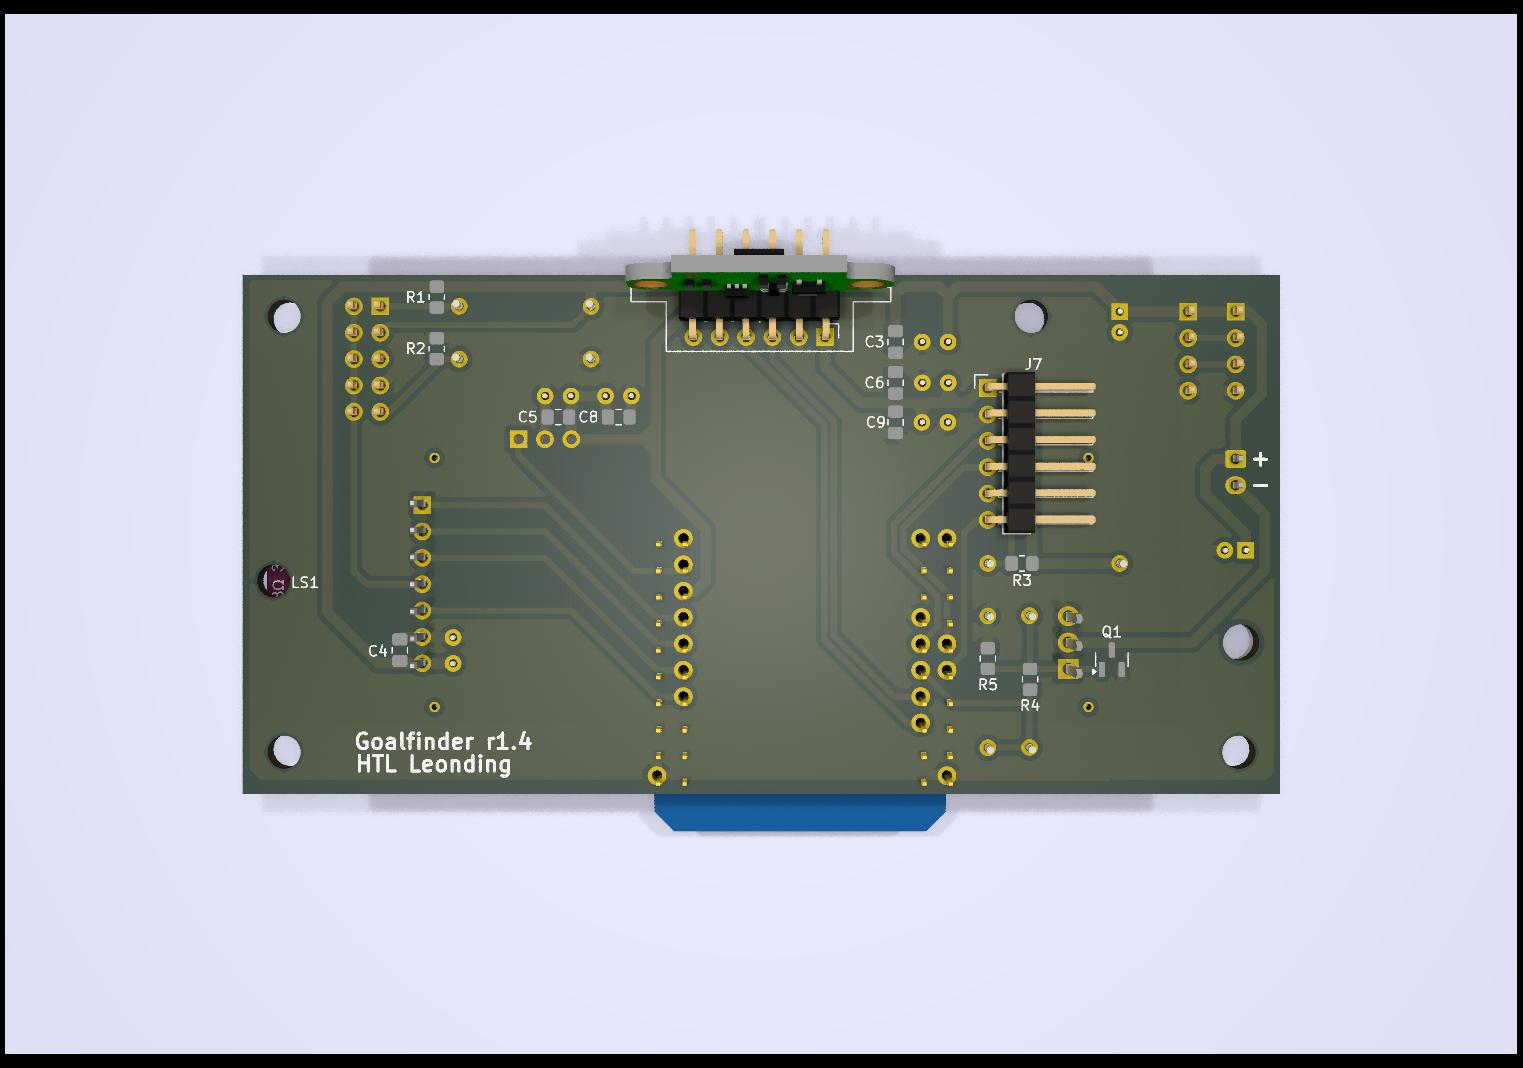 R1
R2
C3
J7
C6
C5
C8
C9
+
−
R3
LS1
3Ω
Q1
C4
R5
R4
Goalfinder r1.4
HTL Leonding